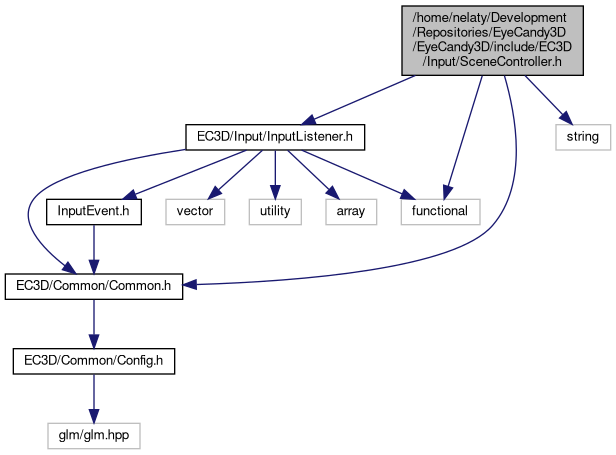 /home/nelaty/Development
/Repositories/EyeCandy3D
/EyeCandy3D/include/EC3D
/Input/SceneController.h
EC3D/Input/InputListener.h
string
InputEvent.h
vector
utility
array
functional
EC3D/Common/Common.h
EC3D/Common/Config.h
glm/glm.hpp